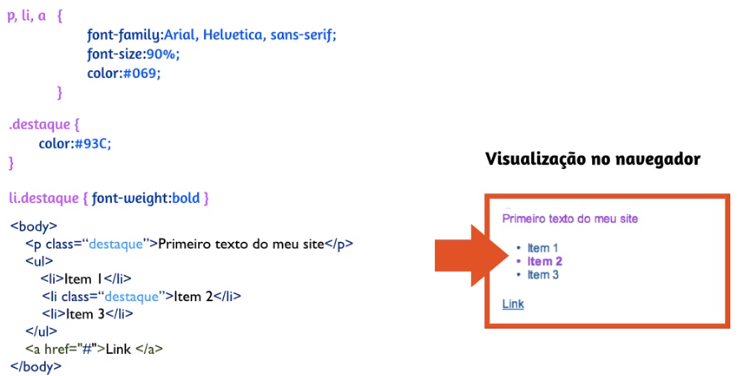 p, li, a {
font-family:Arial, Helvetica, sans-serif;
font-size:90%;
color:#069;
}
.destaque {
color:#93C;
}
li.destaque { font-weight:bold }
<body>
<p class=“destaque”>Primeiro texto do meu site</p>
<ul>
<li>Item 1</li>
<li class=“destaque”>Item 2</li>
<li>Item 3</li>
</ul>
<a href="#">Link </a>
</body>
Visualização no navegador
Primeiro texto do meu site
• Item 1
• Item 2
• Item 3
Link